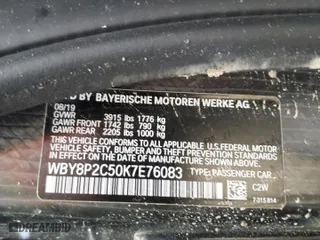 D BY BAYERISCHE MOTOREN WERKE AG
08/19
GVWR 3915 lbs 1776 kg
GAWR FRONT 1742 lbs 790 kg
GAWR REAR 2205 lbs 1000 kg
THIS VEHICLE CONFORMS TO ALL APPLICABLE
U.S. FEDERAL MOTOR VEHICLE SAFETY,
BUMPER, AND THEFT PREVENTION STANDARDS
IN EFFECT ON THE DATE OF
MANUFACTURE SHOWN ABOVE.
WBY8P2C50K7E76083 TYPE: PASSENGER CAR
C2W
7 315 814
DREAMBID